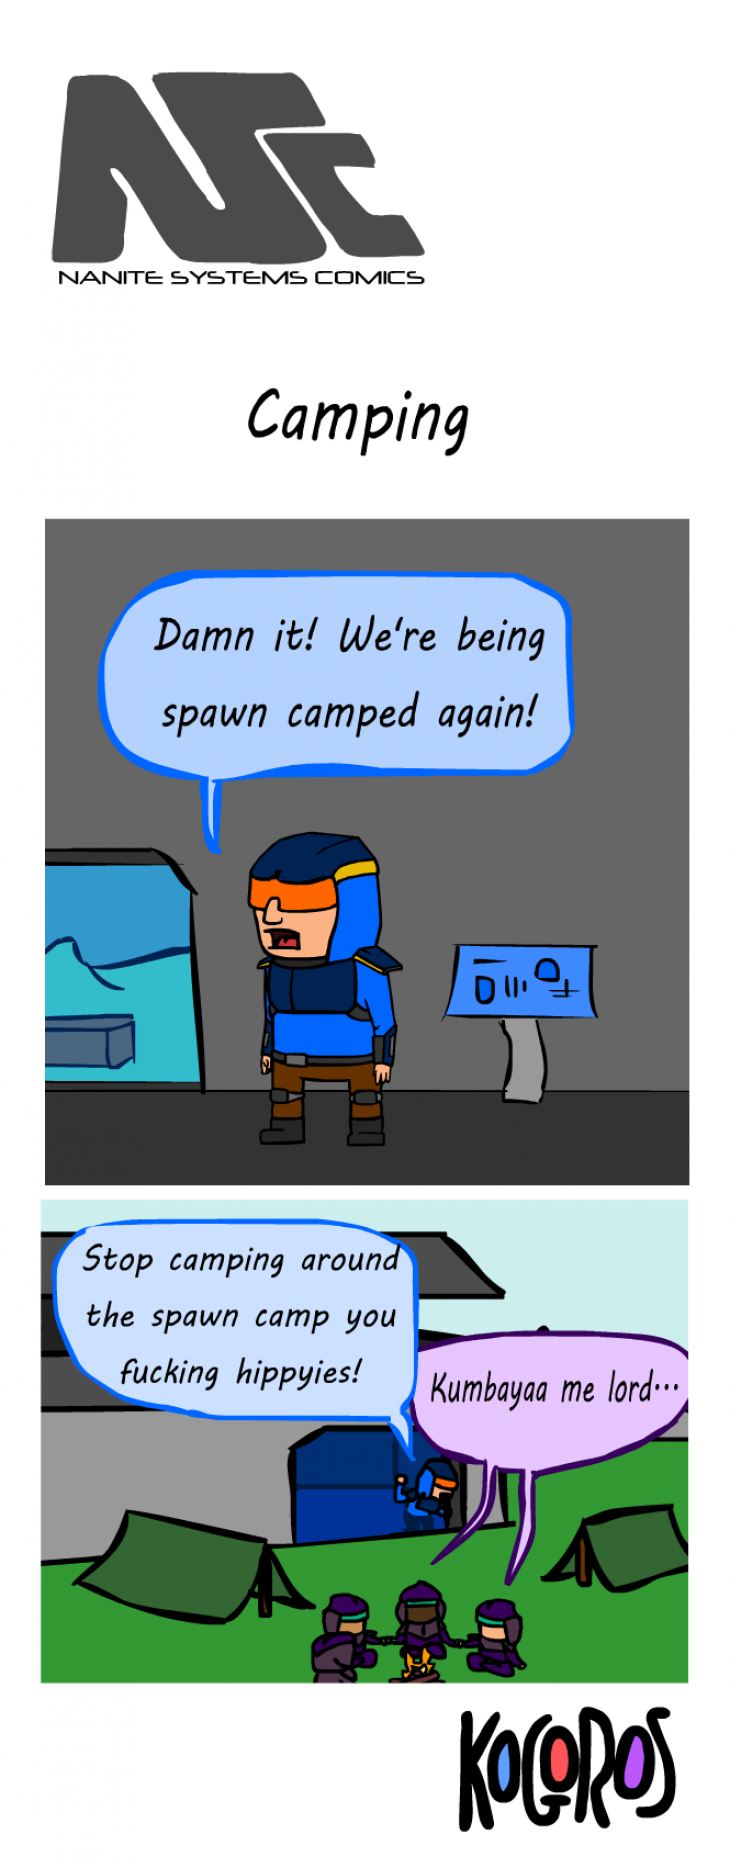 NSC
NANITE SYSTEMS COMICS
Camping
Damn it! We're being
spawn camped again!
Stop camping around
the spawn camp you
fucking hippyies!
Kumbayaa me lord...
KOGOROS